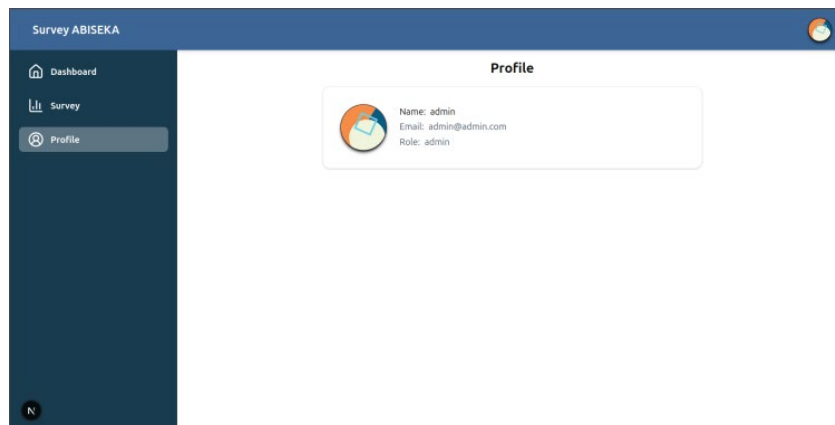 Survey ABISEKA
Dashboard
Survey
Profile
Profile
Name: admin
Email: admin@admin.com
Role: admin
N